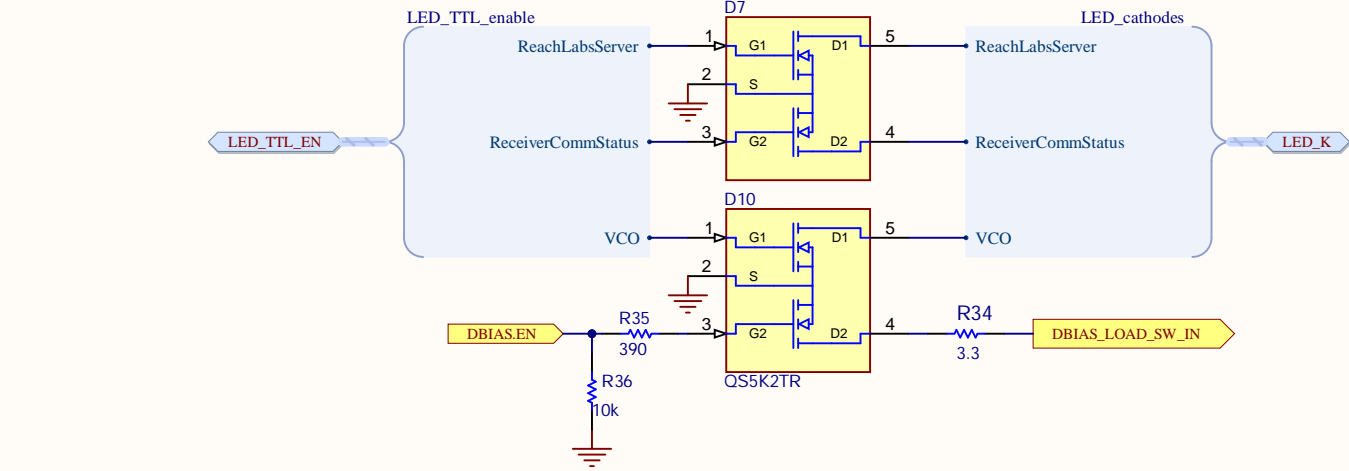 D7
LED_TTL_enable
LED_cathodes
ReachLabsServer
1
G1
D1
5
ReachLabsServer
2
S
LED_TTL_EN
ReceiverCommStatus
3
G2
D2
4
ReceiverCommStatus
LED_K
D10
VCO
1
G1
D1
5
VCO
2
S
DBIAS.EN
R35
390
3
G2
D2
4
R34
3.3
DBIAS_LOAD_SW_IN
QS5K2TR
R36
10k